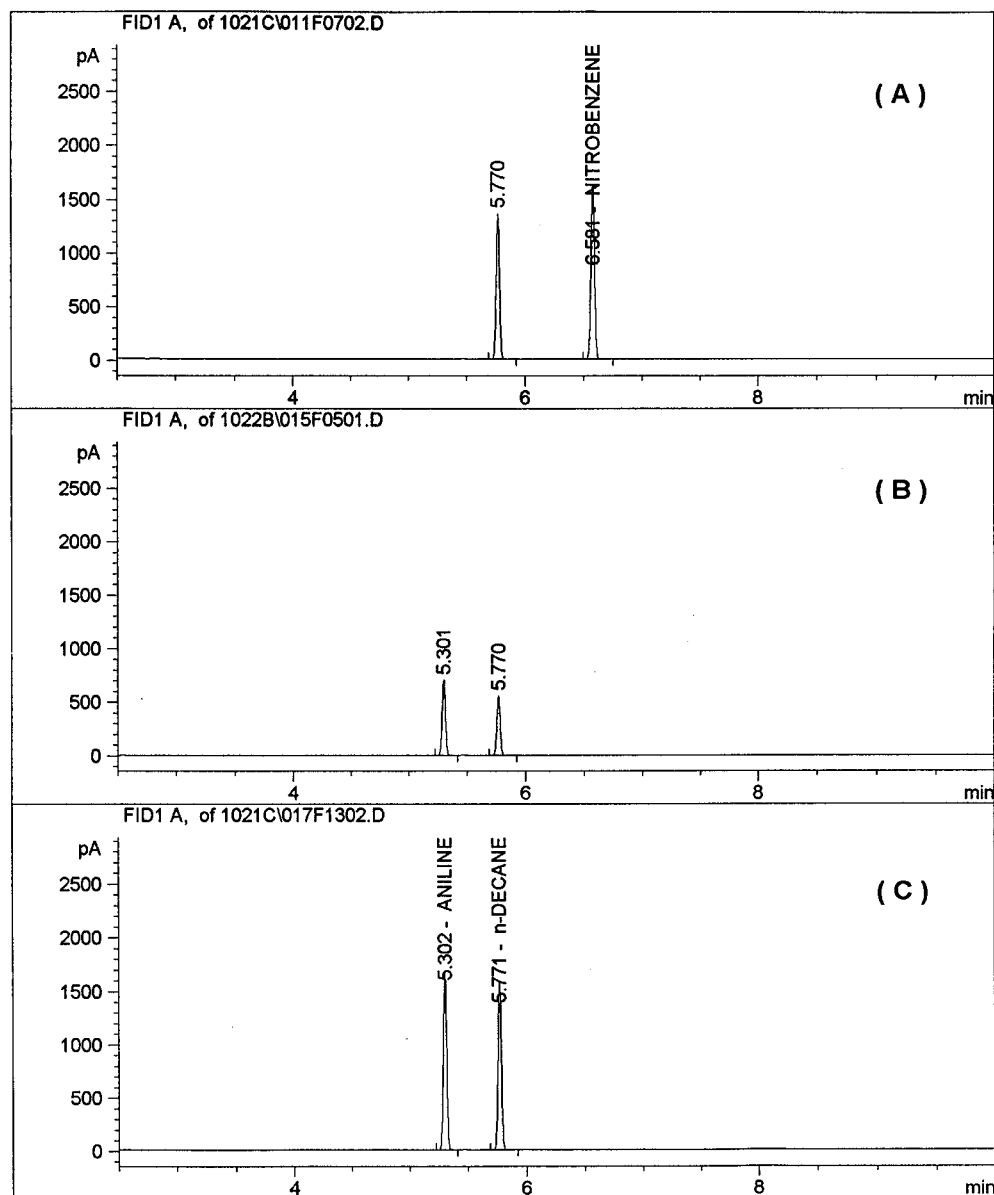 FID1 A, of 1021C\011F0702.D
pA
( A )
2500
2000
1500
1000
500
0
5.770
6.581 - NITROBENZENE
4
6
8
min
FID1 A, of 1022B\015F0501.D
pA
( B )
2500
2000
1500
1000
500
0
5.301
5.770
4
6
8
min
FID1 A, of 1021C\017F1302.D
pA
( C )
2500
2000
1500
1000
500
0
5.302 - ANILINE
5.771 - n-DECANE
4
6
8
min